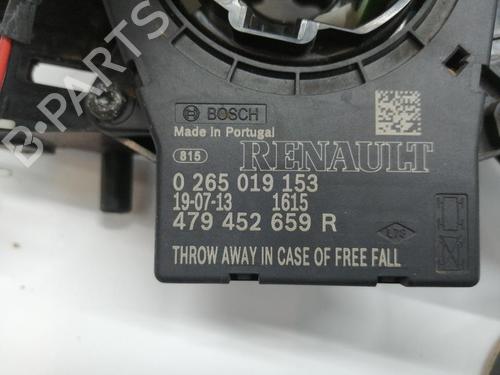 BOSCH
Made in Portugal
815 RENAULT
0 265 019 153
19-07-13 1615
479 452 659 R
THROW AWAY IN CASE OF FREE FALL
B-PARTS